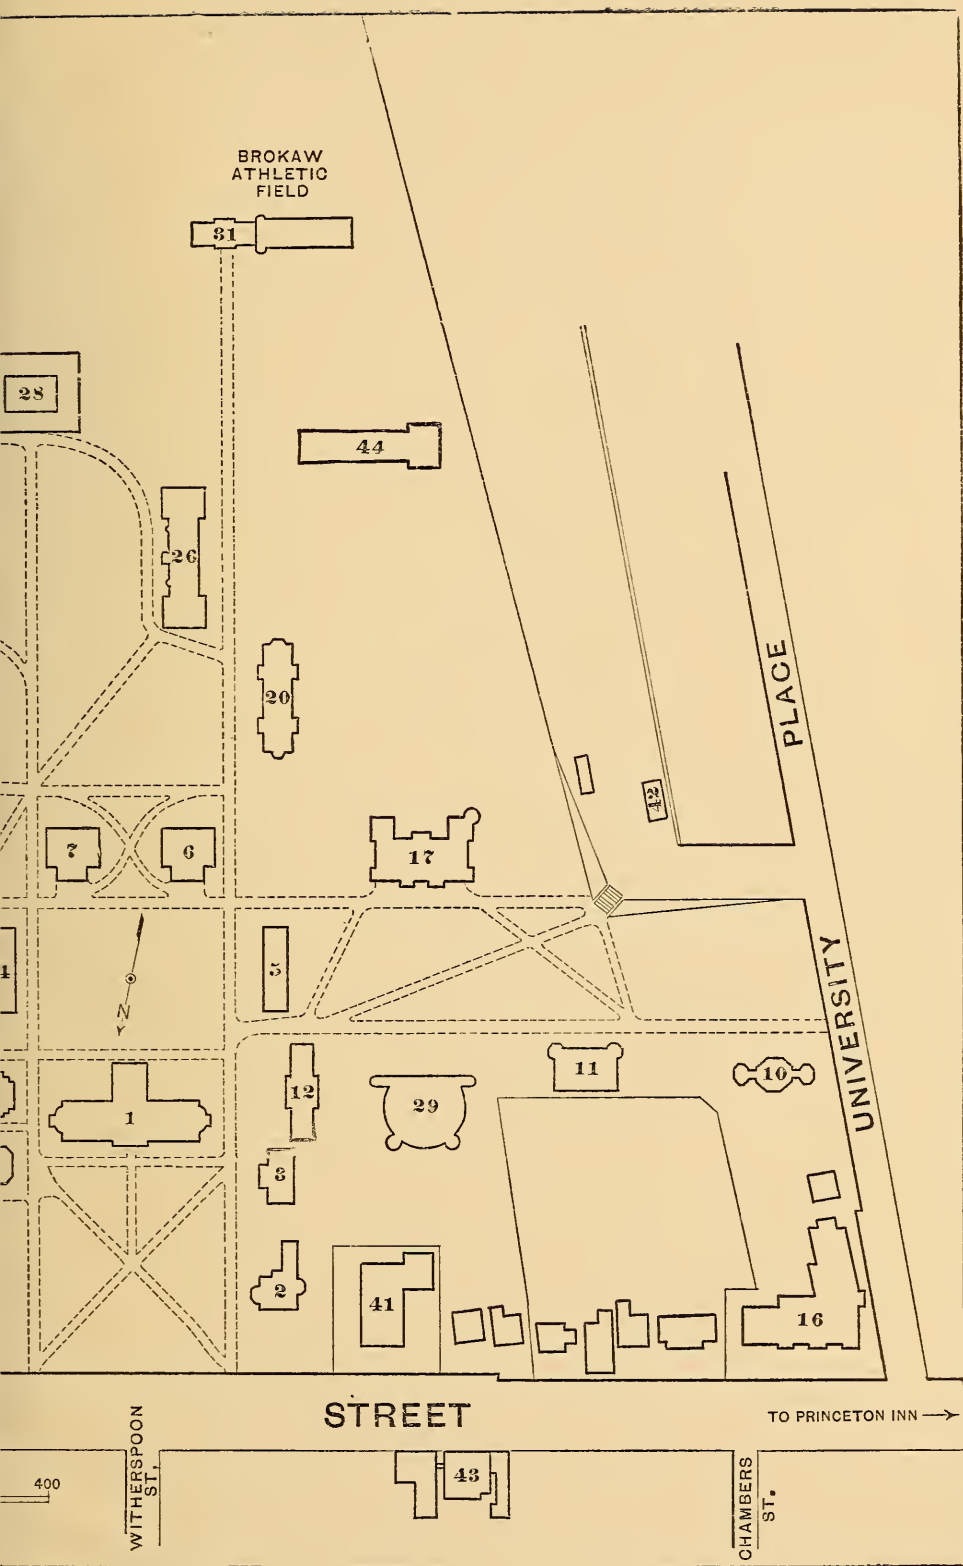 BROKAW
ATHLETIC
FIELD
31
28
44
26
20
PLACE
42
7
6
17
4
5
N
UNIVERSITY
12
11
10
1
29
3
2
41
16
STREET
TO PRINCETON INN
WITHERSPOON
ST.
400
43
CHAMBERS
ST.